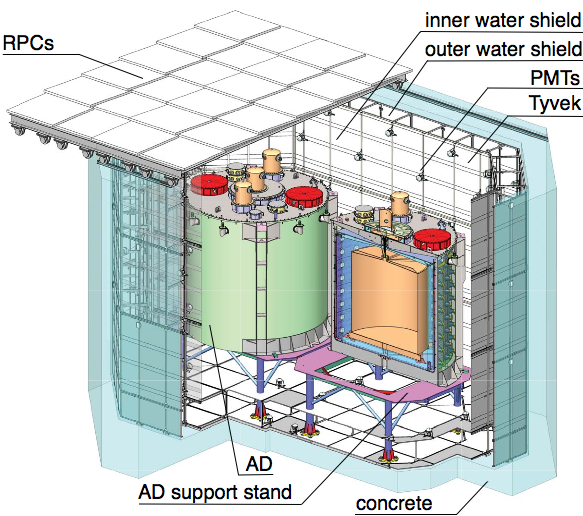 inner water shield
RPCs
outer water shield
PMTs
Tyvek
AD
AD support stand
concrete